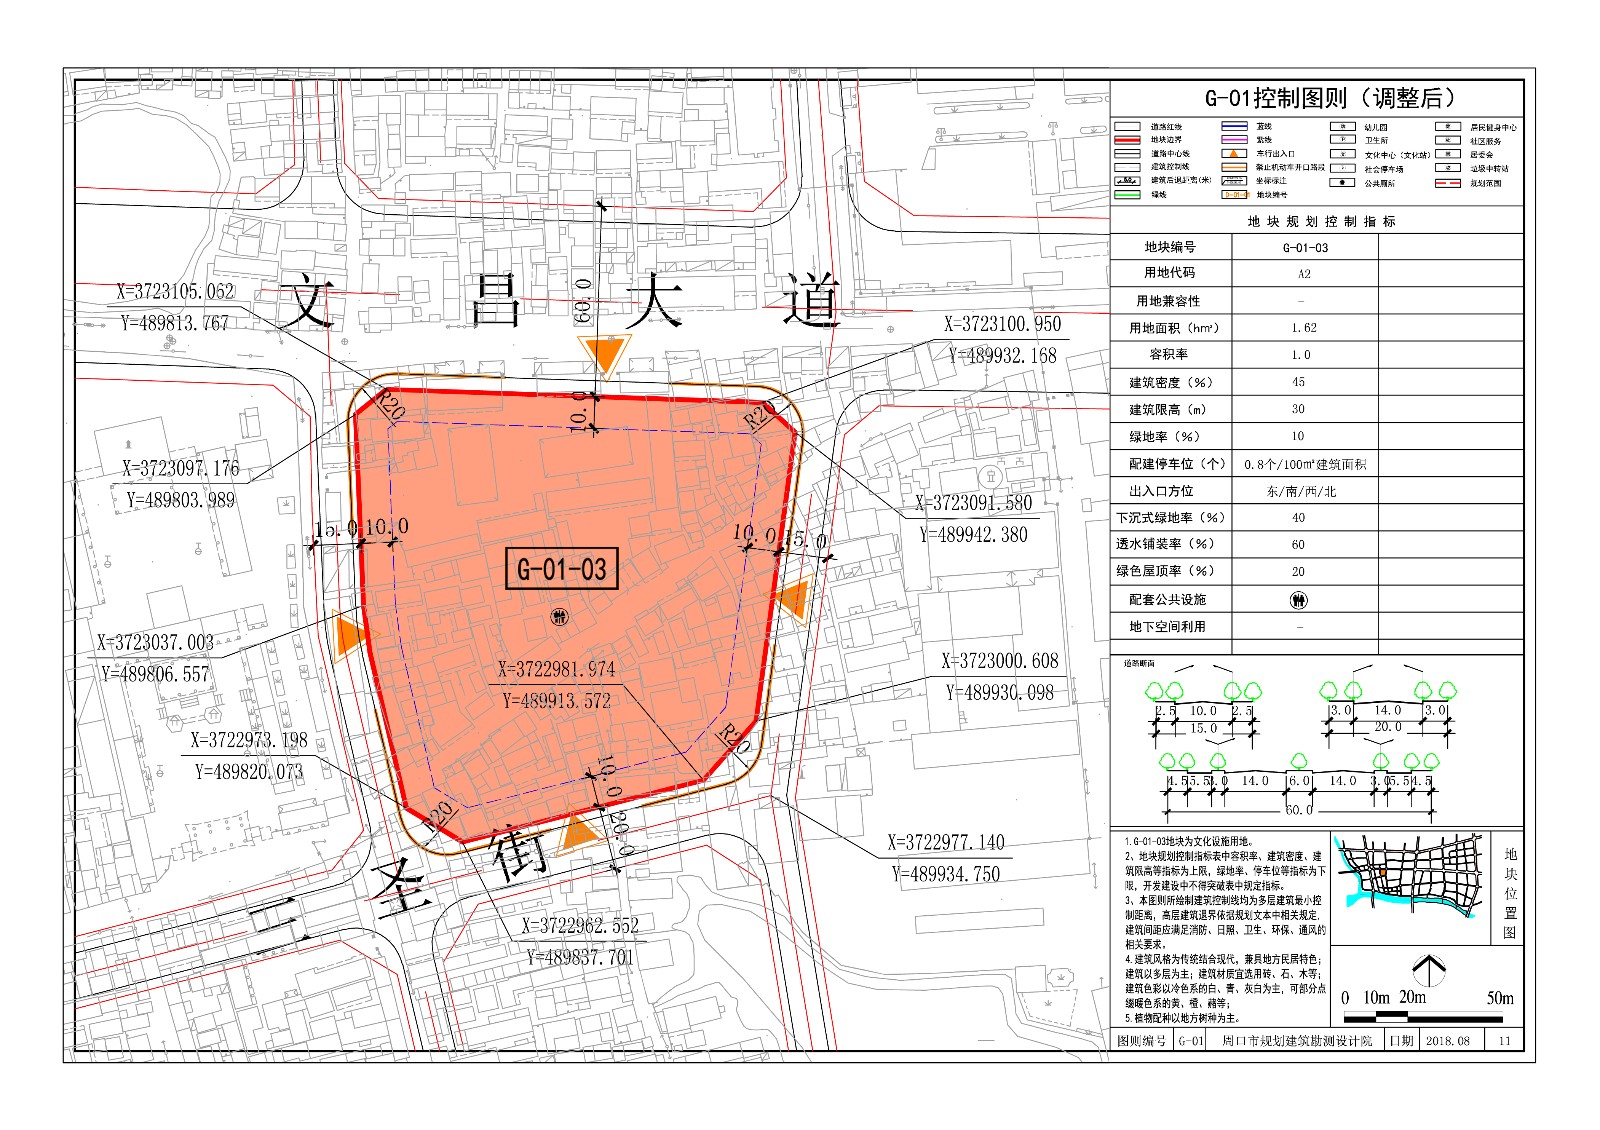 G-01控制图则（调整后）
道路红线
蓝线
幼儿园
居民健身中心
地块边界
紫线
卫生所
社区服务
道路中心线
车行出入口
文化中心（文化站）
居委会
建筑控制线
禁止机动车开口路段
社会停车场
垃圾中转站
建筑后退距离(米)
坐标标注
公共厕所
规划范围
绿线
地块编号
地块规划控制指标
地块编号 G-01-03
用地代码 A2
用地兼容性 —
用地面积（hm²） 1.62
容积率 1.0
建筑密度（%） 45
建筑限高（m） 30
绿地率（%） 10
配建停车位（个） 0.8个/100m²建筑面积
出入口方位 东/南/西/北
下沉式绿地率（%） 40
透水铺装率（%） 60
绿色屋顶率（%） 20
配套公共设施
地下空间利用 —
道路断面
2.5 10.0 2.5
15.0
3.0 14.0 3.0
20.0
4.5 5.5 3.0 14.0 6.0 14.0 3.0 5.5 4.5
60.0
1.G-01-03地块为文化设施用地。
2、地块规划控制指标表中容积率、建筑密度、建
筑限高等指标为上限，绿地率、停车位等指标为下
限，开发建设中不得突破表中规定指标。
3、本图则所绘制建筑控制线均为多层建筑最小控
制距离，高层建筑退界依据规划文本中相关规定，
建筑间距应满足消防、日照、卫生、环保、通风的
相关要求。
4.建筑风格为传统结合现代，兼具地方民居特色；
建筑以多层为主；建筑材质宜选用砖、石、木等；
建筑色彩以冷色系的白、青、灰白为主，可部分点
缀暖色系的黄、橙、赭等；
5.植物配种以地方树种为主。
地块位置图
0 10m 20m 50m
图则编号 G-01 周口市规划建筑勘测设计院 日期 2018.08 11
文昌大道
X=3723105.062
Y=489813.767
X=3723100.950
Y=489932.168
69.0
10.0
R20
R20
X=3723097.176
Y=489803.989
X=3723091.580
Y=489942.380
15.0 10.0
10.0 15.0
G-01-03
X=3723037.003
Y=489806.557
X=3722981.974
Y=489913.572
X=3723000.608
Y=489930.098
R20
X=3722973.198
Y=489820.073
10.0
R20
20.0
X=3722977.140
Y=489934.750
街
X=3722962.552
Y=489837.701